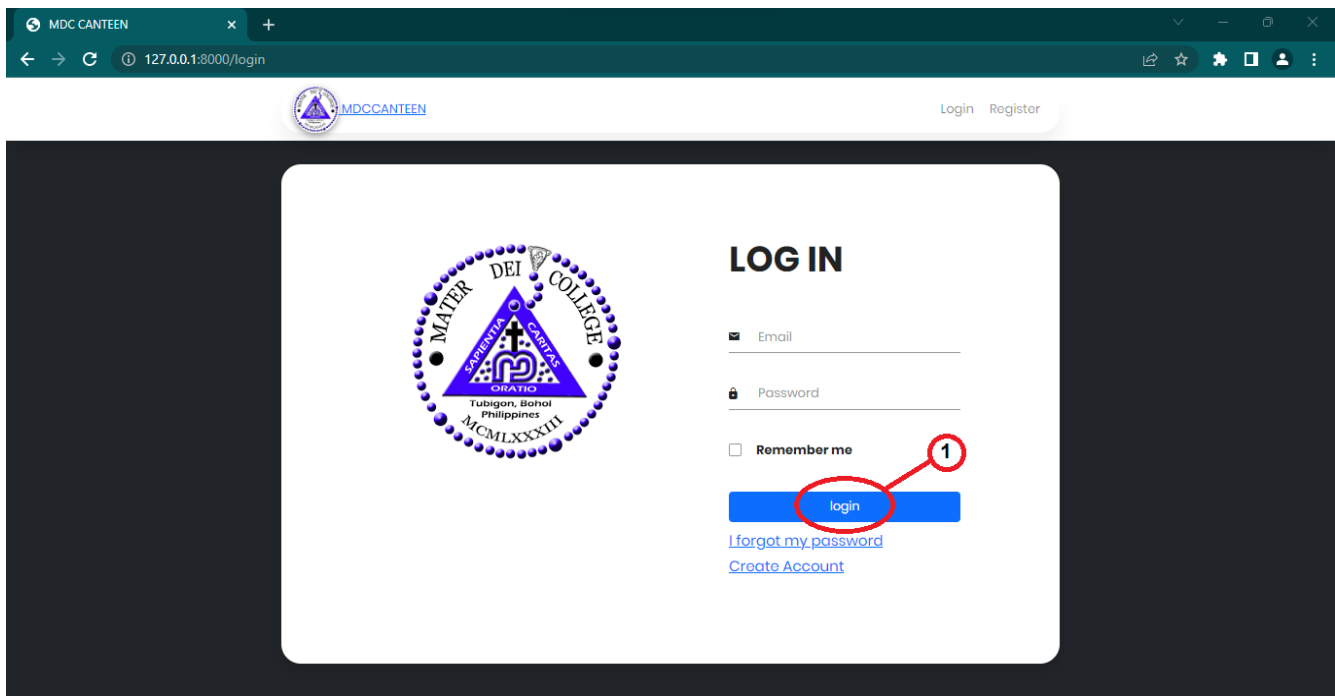 MDC CANTEEN
127.0.0.1:8000/login
MDCCANTEEN
Login Register
MATER DEI COLLEGE
SAPIENTIA CARITAS
ORATIO
Tubigon, Bohol
Philippines
MCMLXXXIII
LOG IN
Email
Password
Remember me
1
login
I forgot my password
Create Account